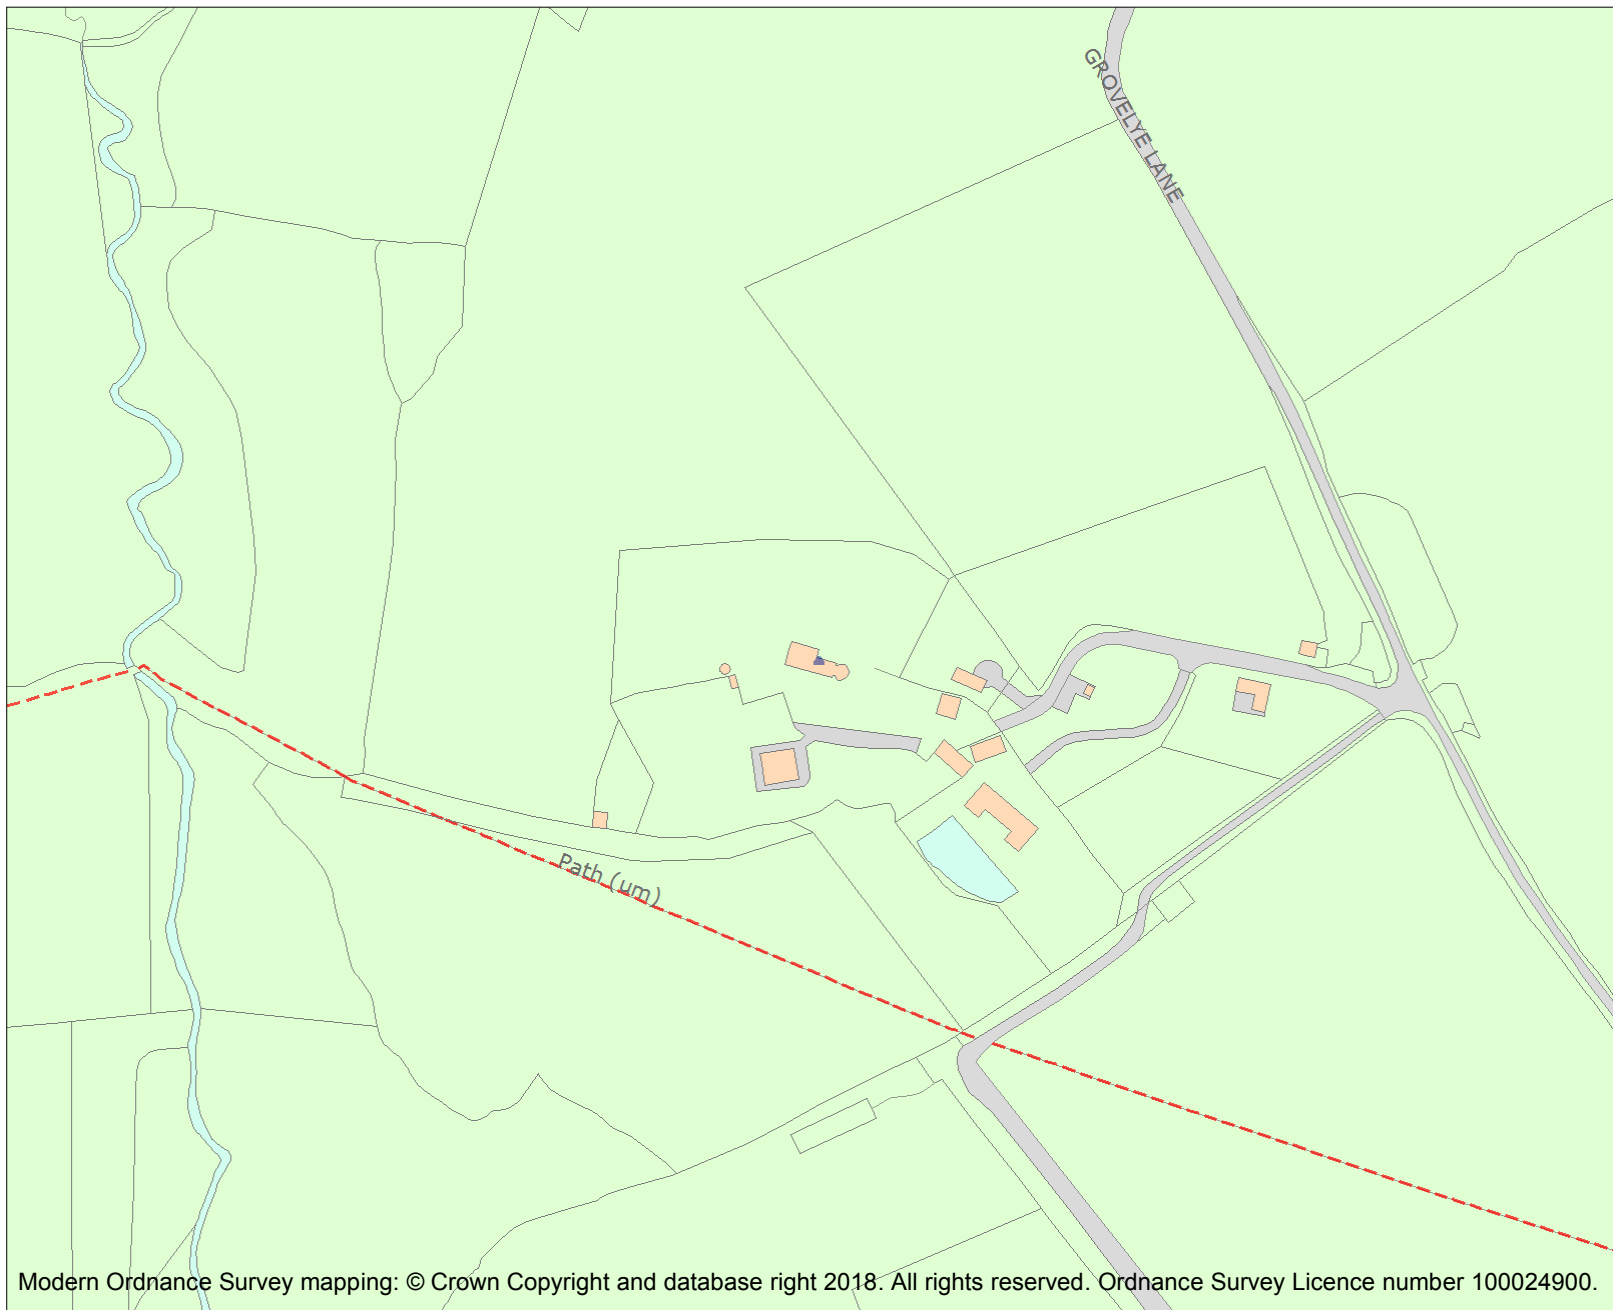 GROVELYE LANE
Path (um)
Modern Ordnance Survey mapping: © Crown Copyright and database right 2018. All rights reserved. Ordnance Survey Licence number 100024900.